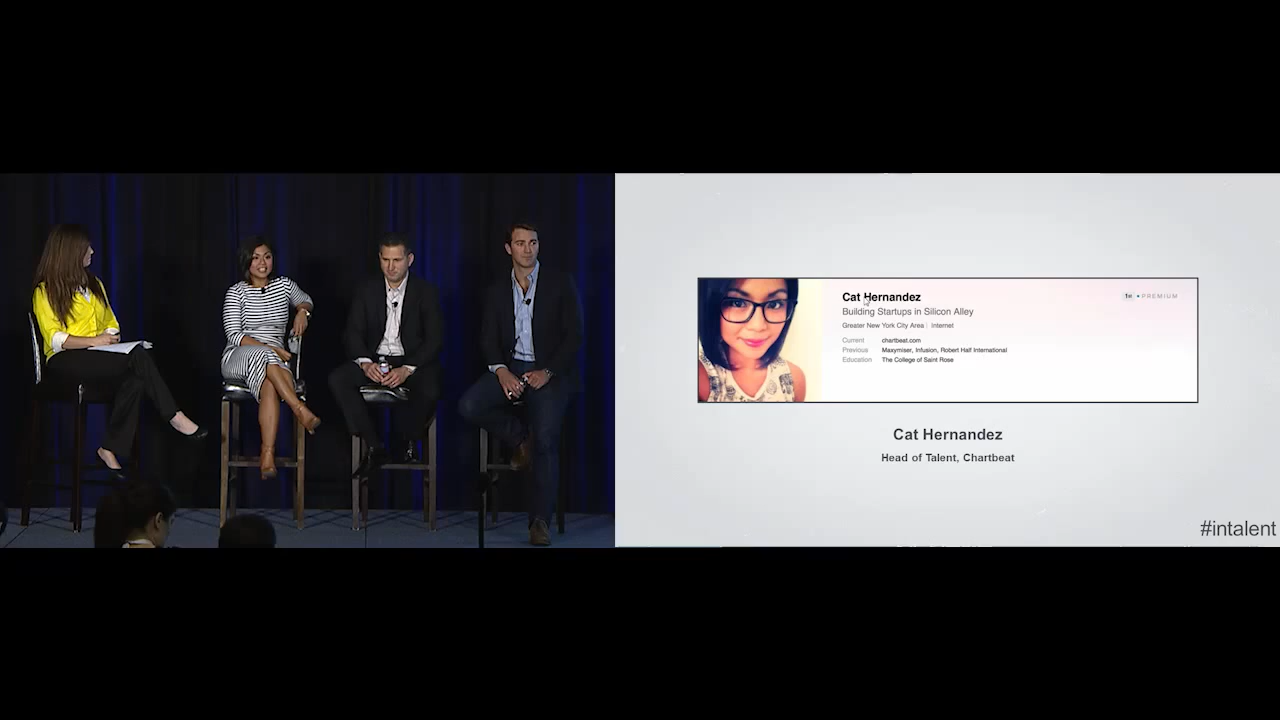 Cat Hernandez
1st • PREMIUM
Building Startups in Silicon Alley
Greater New York City Area | Internet
Current chartbeat.com
Previous Maxymiser, Infusion, Robert Half International
Education The College of Saint Rose
Cat Hernandez
Head of Talent, Chartbeat
#intalent